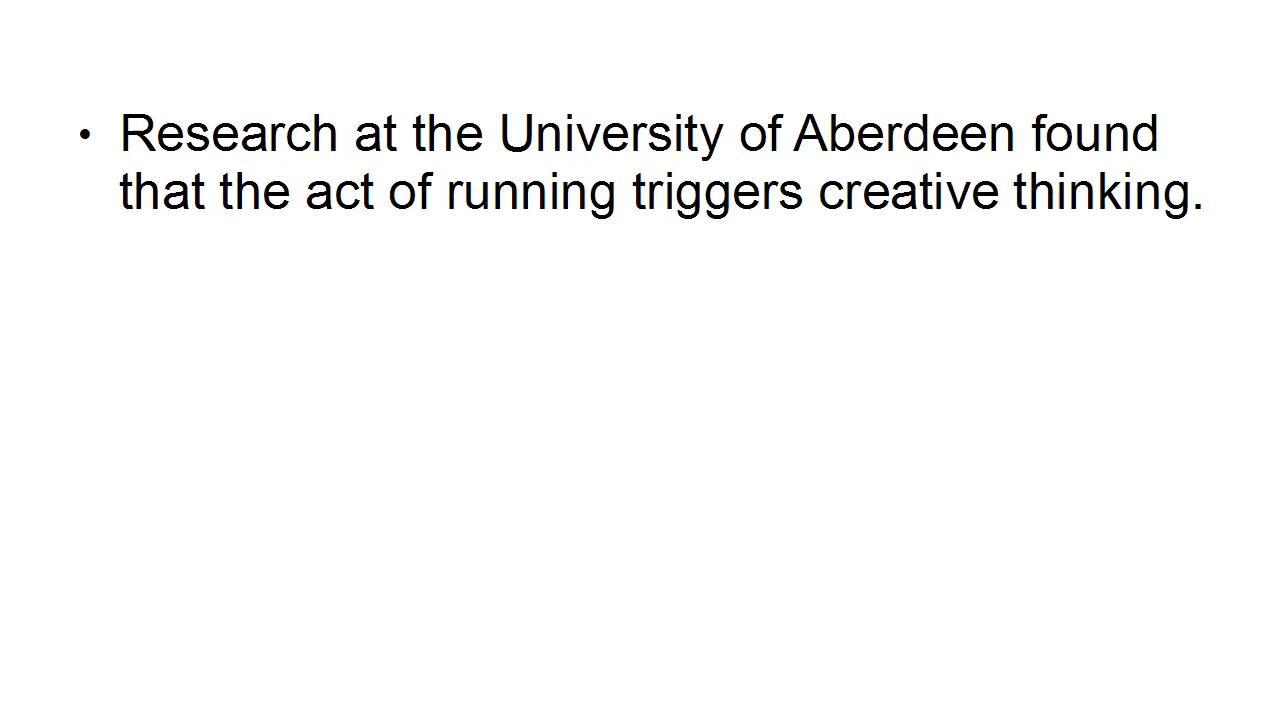 • Research at the University of Aberdeen found
that the act of running triggers creative thinking.